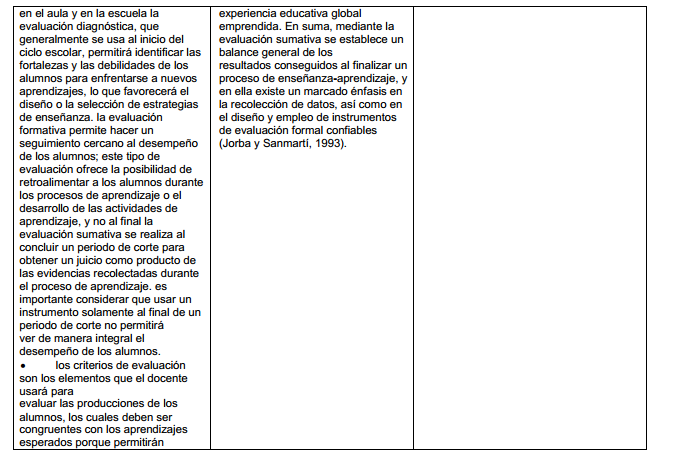 en el aula y en la escuela la
evaluación diagnóstica, que
generalmente se usa al inicio del
ciclo escolar, permitirá identificar las
fortalezas y las debilidades de los
alumnos para enfrentarse a nuevos
aprendizajes, lo que favorecerá el
diseño o la selección de estrategias
de enseñanza. la evaluación
formativa permite hacer un
seguimiento cercano al desempeño
de los alumnos; este tipo de
evaluación ofrece la posibilidad de
retroalimentar a los alumnos durante
los procesos de aprendizaje o el
desarrollo de las actividades de
aprendizaje, y no al final la
evaluación sumativa se realiza al
concluir un periodo de corte para
obtener un juicio como producto de
las evidencias recolectadas durante
el proceso de aprendizaje. es
importante considerar que usar un
instrumento solamente al final de un
periodo de corte no permitirá
ver de manera integral el
desempeño de los alumnos.
• los criterios de evaluación
son los elementos que el docente
usará para
evaluar las producciones de los
alumnos, los cuales deben ser
congruentes con los aprendizajes
esperados porque permitirán
experiencia educativa global
emprendida. En suma, mediante la
evaluación sumativa se establece un
balance general de los
resultados conseguidos al finalizar un
proceso de enseñanza-aprendizaje, y
en ella existe un marcado énfasis en
la recolección de datos, así como en
el diseño y empleo de instrumentos
de evaluación formal confiables
(Jorba y Sanmartí, 1993).